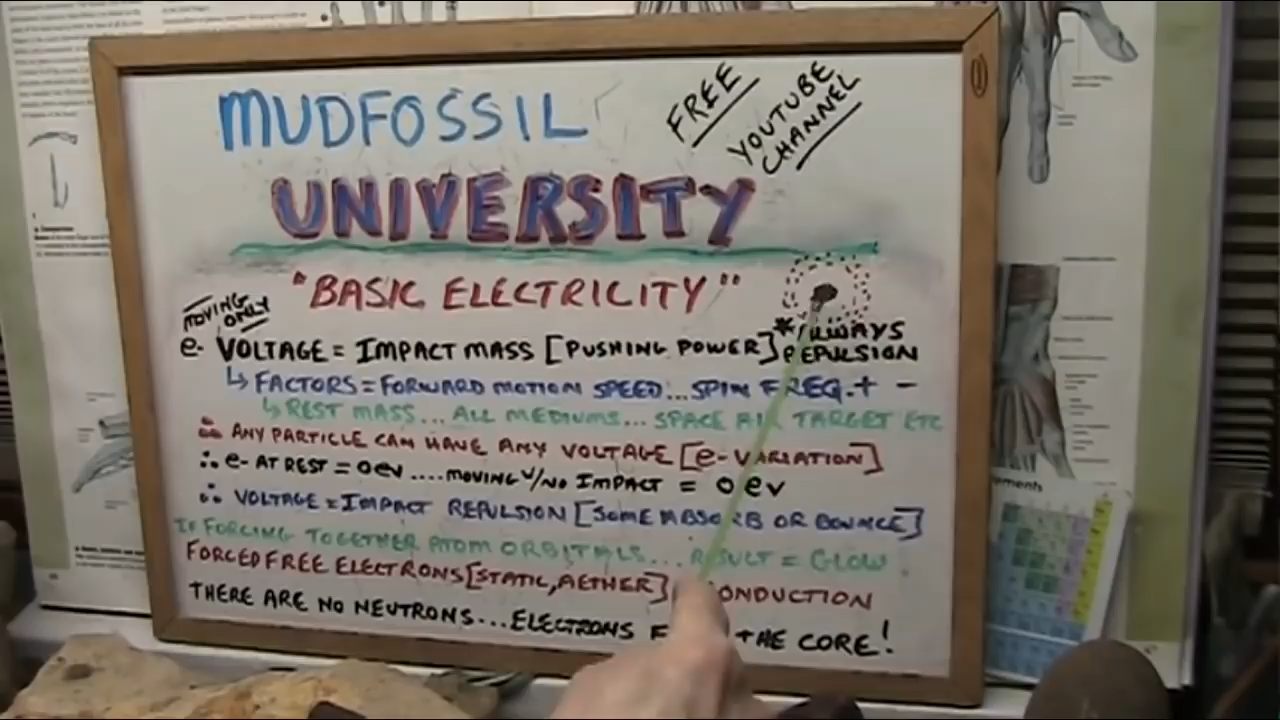 MUDFOSSIL
UNIVERSITY
FREE
YOUTUBE
CHANNEL
"BASIC ELECTRICITY"
MOVING
ONLY
e- VOLTAGE = IMPACT MASS [PUSHING POWER] *ALWAYS
REPULSION
↳ FACTORS = FORWARD MOTION SPEED...SPIN FREQ.+ -
↳ REST MASS...ALL MEDIUMS...SPACE AIR TARGET ETC
∴ ANY PARTICLE CAN HAVE ANY VOLTAGE [e-VARIATION]
∴ e- AT REST = 0ev ....MOVING W/NO IMPACT = 0ev
∴ VOLTAGE = IMPACT REPULSION [SOME ABSORB OR BOUNCE]
IF FORCING TOGETHER ATOM ORBITALS... RESULT = GLOW
FORCED FREE ELECTRONS [STATIC, AETHER] CONDUCTION
THERE ARE NO NEUTRONS...ELECTRONS THE CORE!
①